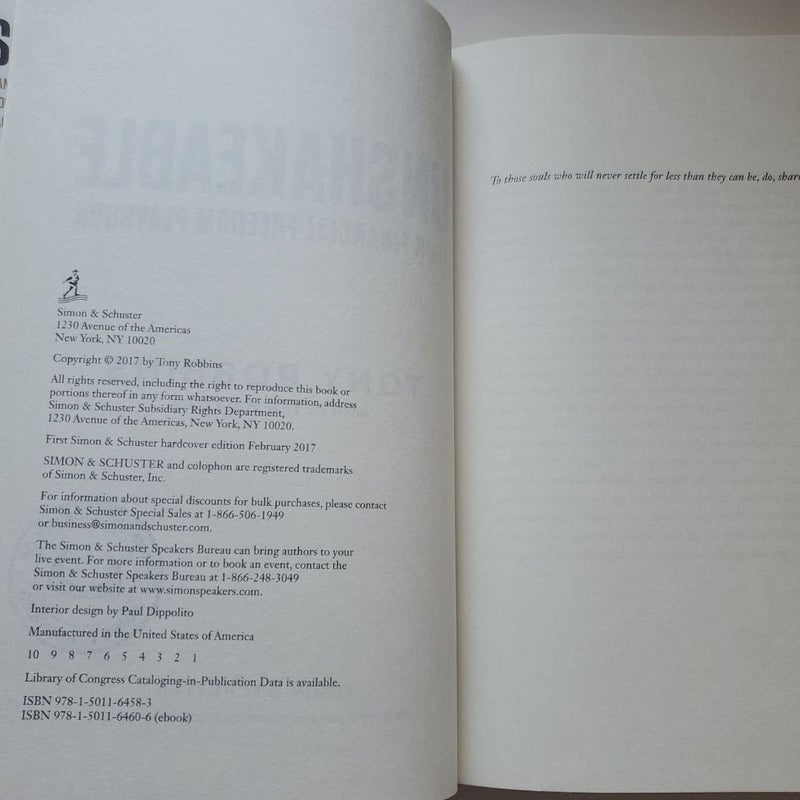 Simon & Schuster
1230 Avenue of the Americas
New York, NY 10020
Copyright © 2017 by Tony Robbins
All rights reserved, including the right to reproduce this book or
portions thereof in any form whatsoever. For information, address
Simon & Schuster Subsidiary Rights Department,
1230 Avenue of the Americas, New York, NY 10020.
First Simon & Schuster hardcover edition February 2017
SIMON & SCHUSTER and colophon are registered trademarks
of Simon & Schuster, Inc.
For information about special discounts for bulk purchases, please contact
Simon & Schuster Special Sales at 1-866-506-1949
or business@simonandschuster.com.
The Simon & Schuster Speakers Bureau can bring authors to your
live event. For more information or to book an event, contact the
Simon & Schuster Speakers Bureau at 1-866-248-3049
or visit our website at www.simonspeakers.com.
Interior design by Paul Dippolito
Manufactured in the United States of America
10 9 8 7 6 5 4 3 2 1
Library of Congress Cataloging-in-Publication Data is available.
ISBN 978-1-5011-6458-3
ISBN 978-1-5011-6460-6 (ebook)
To those souls who will never settle for less than they can be, do, shar